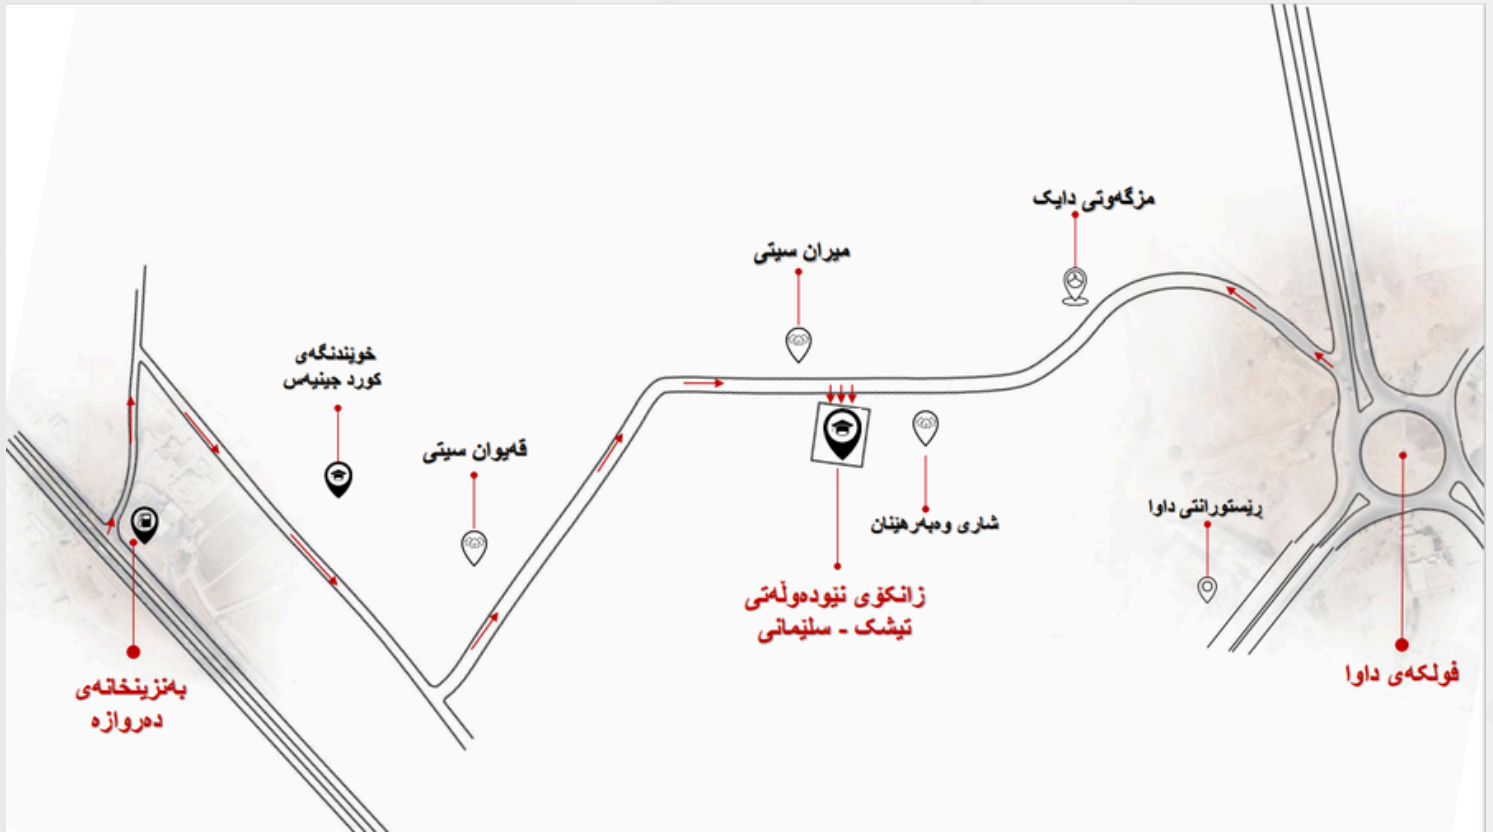 مزگەوتی دایک
میران سیتی
خوێندنگەی
کورد جینیەس
قەیوان سیتی
رێستورانتی داوا
شاری وەبەرهێنان
زانکۆی نێودەوڵەتی
تیشک - سلێمانی
فولکەی داوا
بەنزینخانەی
دەروازە